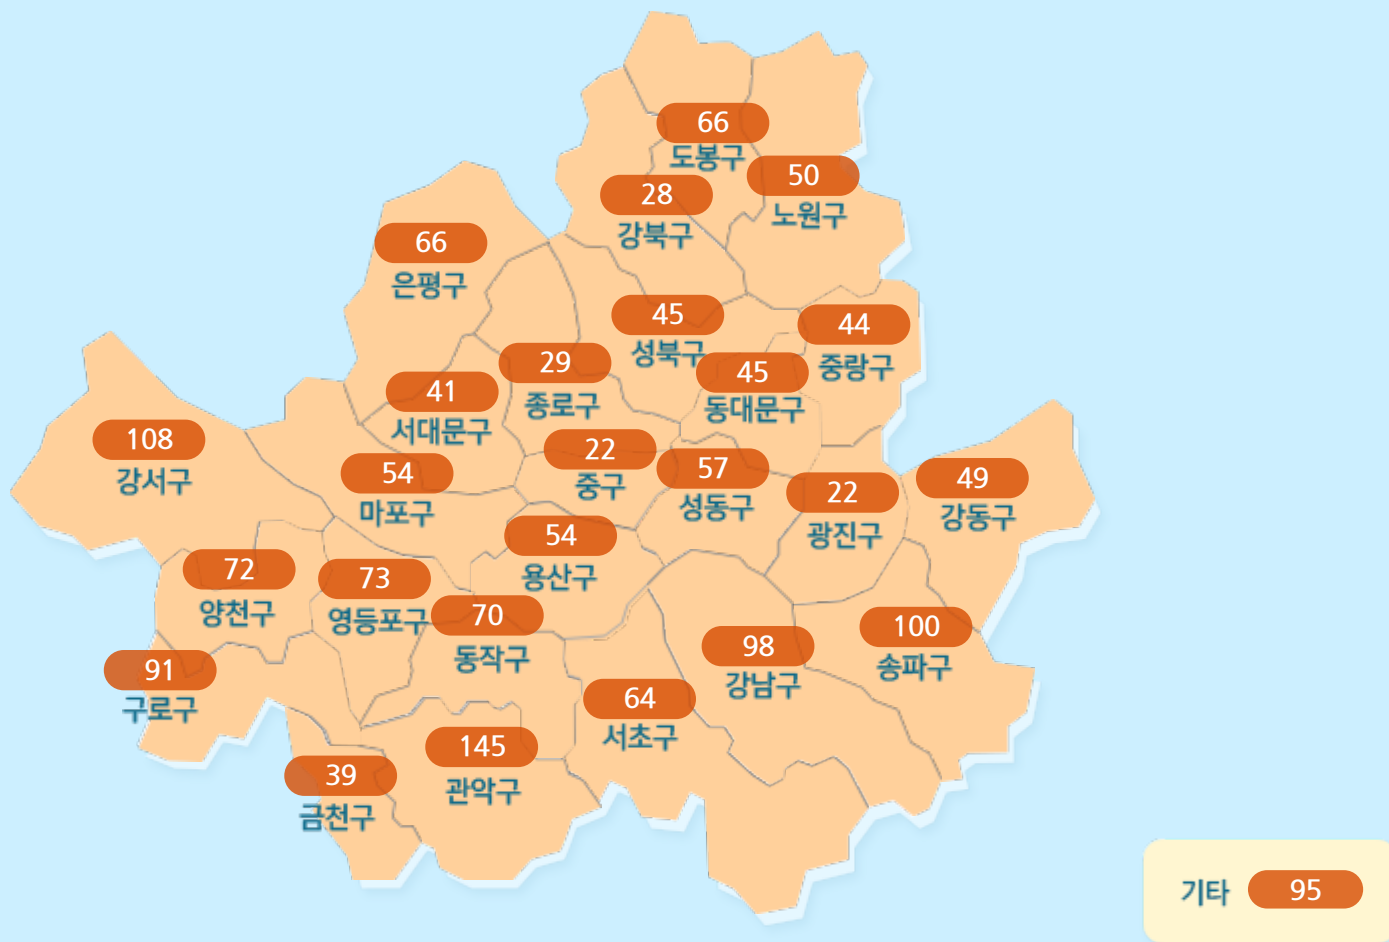 66
도봉구
50
노원구
28
강북구
66
은평구
45
성북구
44
중랑구
29
종로구
45
동대문구
41
서대문구
108
강서구
54
마포구
22
중구
57
성동구
22
광진구
49
강동구
54
용산구
72
양천구
73
영등포구
70
동작구
100
송파구
98
강남구
91
구로구
64
서초구
145
관악구
39
금천구
기타 95